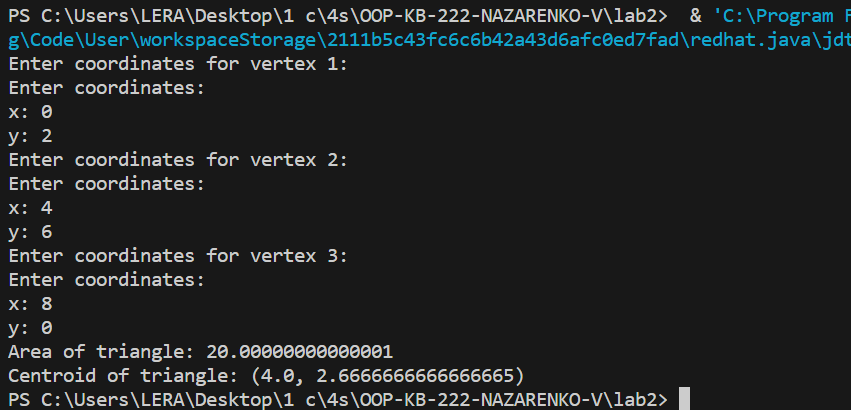 PS C:\Users\LERA\Desktop\1 c\4s\OOP-KB-222-NAZARENKO-V\lab2>  & 'C:\Program F
g\Code\User\workspaceStorage\2111b5c43fc6c6b42a43d6afc0ed7fad\redhat.java\jdt
Enter coordinates for vertex 1:
Enter coordinates:
x: 0
y: 2
Enter coordinates for vertex 2:
Enter coordinates:
x: 4
y: 6
Enter coordinates for vertex 3:
Enter coordinates:
x: 8
y: 0
Area of triangle: 20.00000000000001
Centroid of triangle: (4.0, 2.6666666666666665)
PS C:\Users\LERA\Desktop\1 c\4s\OOP-KB-222-NAZARENKO-V\lab2>